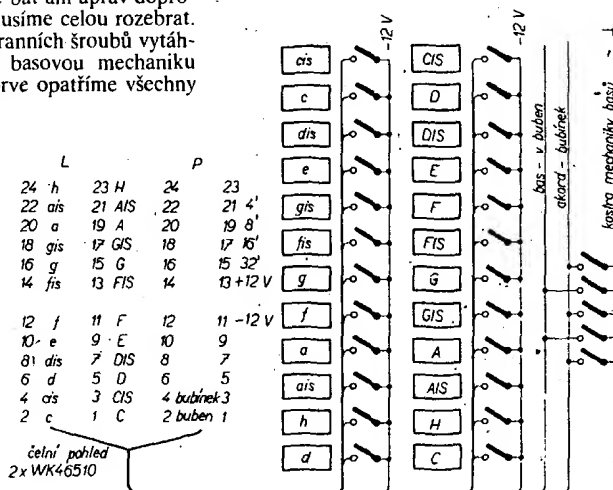 usíme celou rozebrat.
ranních šroubů vytáh-
basovou mechaniku
rve opatříme všechny
L P
24 h 23 H 24 23
22 ais 21 AIS 22 21 4'
20 a 19 A 20 19 8'
18 gis 17 GIS 18 17 16'
16 g 15 G 16 15 32'
14 fis 13 FIS 14 13 +12 V
12 f 11 F 12 11 -12 V
10 e 9 E 10 9
8 dis 7 DIS 8 7
6 d 5 D 6 5
4 cis 3 CIS 4 bubínek 3
2 c 1 C 2 buben 1
čelní pohled
2x WK46510
-12 V
cis
c
dis
e
gis
fis
g
f
a
ais
h
d
-12 V
CIS
D
DIS
E
F
FIS
G
GIS
A
AIS
H
C
bas - v buben
akord - bubínek
kostra mechaniky basů